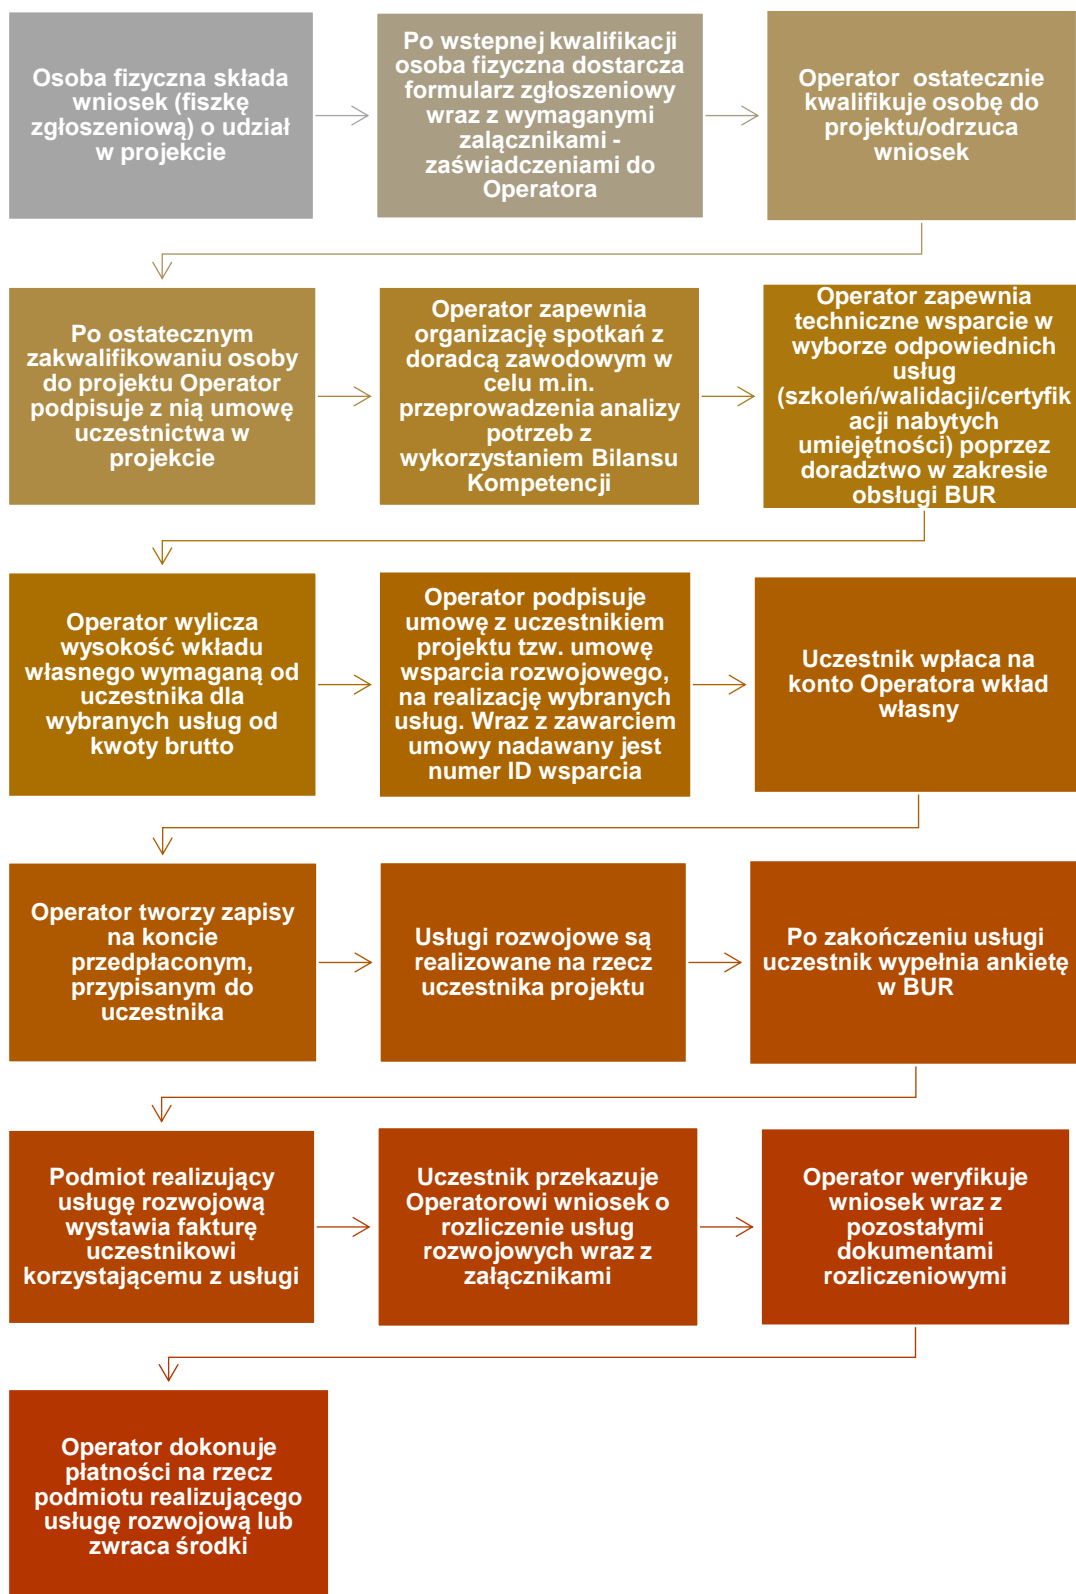 Osoba fizyczna składa
wniosek (fiszkę
zgłoszeniową) o udział
w projekcie
Po wstepnej kwalifikacji
osoba fizyczna dostarcza
formularz zgłoszeniowy
wraz z wymaganymi
zalącznikami -
zaświadczeniami do
Operatora
Operator ostatecznie
kwalifikuje osobę do
projektu/odrzuca
wniosek
Po ostatecznym
zakwalifikowaniu osoby
do projektu Operator
podpisuje z nią umowę
uczestnictwa w
projekcie
Operator zapewnia
organizację spotkań z
doradcą zawodowym w
celu m.in.
przeprowadzenia analizy
potrzeb z
wykorzystaniem Bilansu
Kompetencji
Operator zapewnia
techniczne wsparcie w
wyborze odpowiednich
usług
(szkoleń/walidacji/certyfik
acji nabytych
umiejętności) poprzez
doradztwo w zakresie
obsługi BUR
Operator wylicza
wysokość wkładu
własnego wymaganą od
uczestnika dla
wybranych usług od
kwoty brutto
Operator podpisuje
umowę z uczestnikiem
projektu tzw. umowę
wsparcia rozwojowego,
na realizację wybranych
usług. Wraz z zawarciem
umowy nadawany jest
numer ID wsparcia
Uczestnik wpłaca na
konto Operatora wkład
własny
Operator tworzy zapisy
na koncie
przedpłaconym,
przypisanym do
uczestnika
Usługi rozwojowe są
realizowane na rzecz
uczestnika projektu
Po zakończeniu usługi
uczestnik wypełnia ankietę
w BUR
Podmiot realizujący
usługę rozwojową
wystawia fakturę
uczestnikowi
korzystającemu z usługi
Uczestnik przekazuje
Operatorowi wniosek o
rozliczenie usług
rozwojowych wraz z
załącznikami
Operator weryfikuje
wniosek wraz z
pozostałymi
dokumentami
rozliczeniowymi
Operator dokonuje
płatności na rzecz
podmiotu realizującego
usługę rozwojową lub
zwraca środki